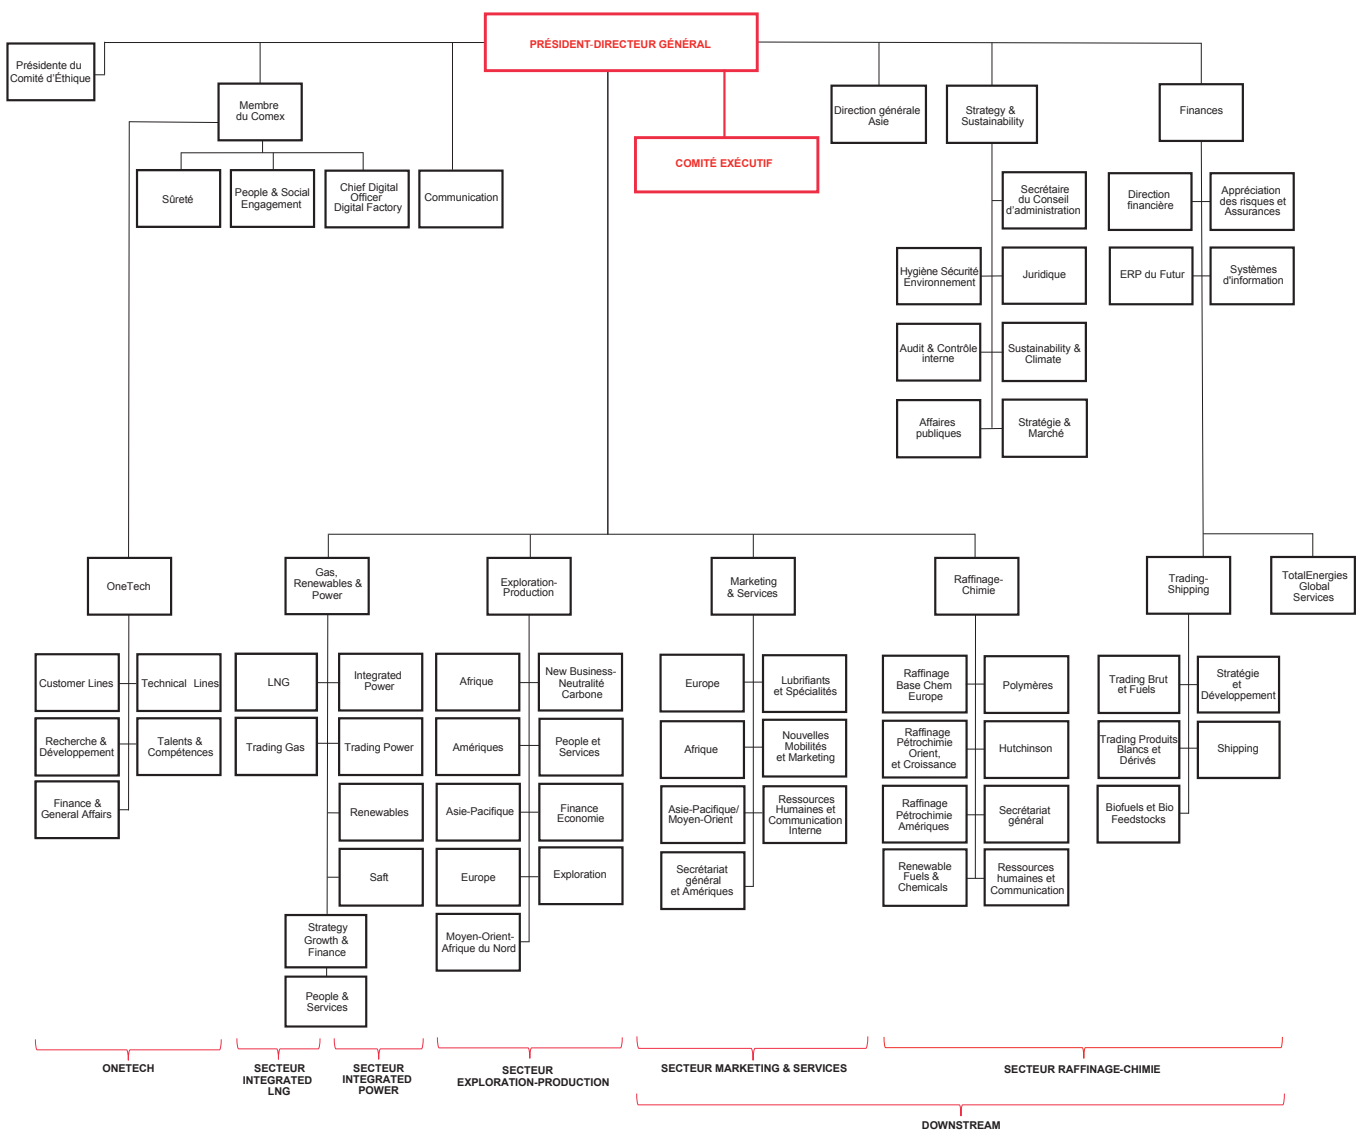 PRÉSIDENT-DIRECTEUR GÉNÉRAL
Présidente du
Comité d'Éthique
Membre
du Comex
Direction générale
Asie
Strategy &
Sustainability
Finances
COMITÉ EXÉCUTIF
Sûreté
People & Social
Engagement
Chief Digital
Officer
Digital Factory
Communication
Secrétaire
du Conseil
d'administration
Direction
financière
Appréciation
des risques et
Assurances
Hygiène Sécurité
Environnement
Juridique
ERP du Futur
Systèmes
d'information
Audit & Contrôle
interne
Sustainability &
Climate
Affaires
publiques
Stratégie &
Marché
OneTech
Gas,
Renewables &
Power
Exploration-
Production
Marketing
& Services
Raffinage-
Chimie
Trading-
Shipping
TotalEnergies
Global
Services
Customer Lines
Technical Lines
Recherche &
Développement
Talents &
Compétences
Finance &
General Affairs
LNG
Integrated
Power
Trading Gas
Trading Power
Renewables
Saft
Strategy
Growth &
Finance
People &
Services
Afrique
New Business-
Neutralité
Carbone
Amériques
People et
Services
Asie-Pacifique
Finance
Economie
Europe
Exploration
Moyen-Orient-
Afrique du Nord
Europe
Lubrifiants
et Spécialités
Afrique
Nouvelles
Mobilités
et Marketing
Asie-Pacifique/
Moyen-Orient
Ressources
Humaines et
Communication
Interne
Secrétariat
général
et Amériques
Raffinage
Base Chem
Europe
Polymères
Raffinage
Pétrochimie
Orient,
et Croissance
Hutchinson
Raffinage
Pétrochimie
Amériques
Secrétariat
général
Renewable
Fuels &
Chemicals
Ressources
humaines et
Communication
Trading Brut
et Fuels
Stratégie
et
Développement
Trading Produits
Blancs et
Dérivés
Shipping
Biofuels et Bio
Feedstocks
ONETECH
SECTEUR
INTEGRATED
LNG
SECTEUR
INTEGRATED
POWER
SECTEUR
EXPLORATION-PRODUCTION
SECTEUR MARKETING & SERVICES
SECTEUR RAFFINAGE-CHIMIE
DOWNSTREAM